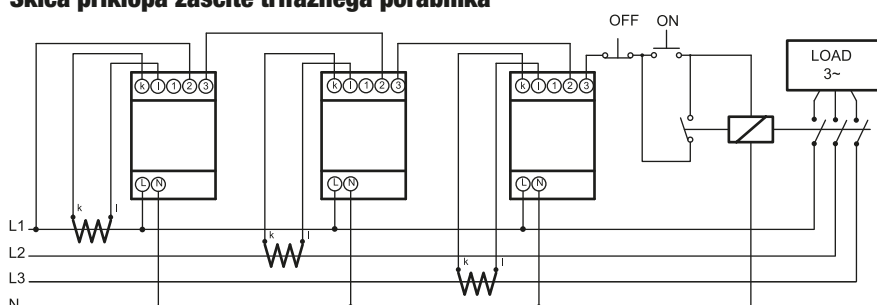 Skica priklopa zaščite trifaznega porabnika
OFF ON
LOAD
3~
k l 1 2 3
k l 1 2 3
k l 1 2 3
L N
L N
L N
k l
k l
k l
L1
L2
L3
N